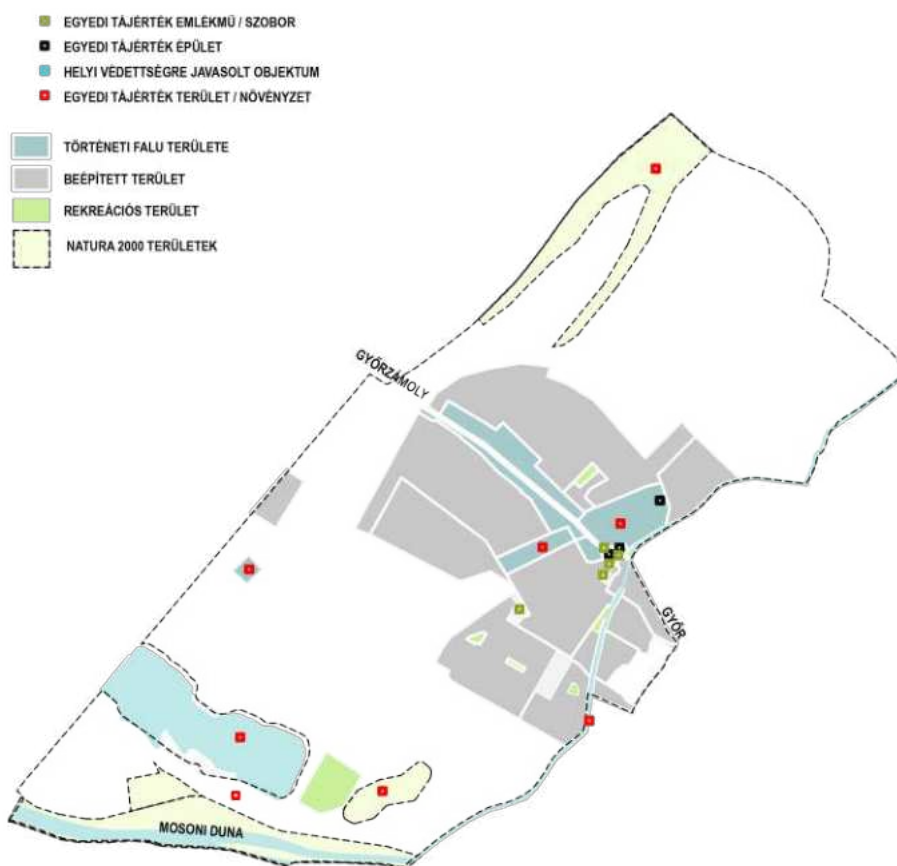 EGYEDI TÁJÉRTÉK EMLÉKMŰ / SZOBOR
EGYEDI TÁJÉRTÉK ÉPÜLET
HELYI VÉDETTSÉGRE JAVASOLT OBJEKTUM
EGYEDI TÁJÉRTÉK TERÜLET / NÖVÉNYZET
TÖRTÉNETI FALU TERÜLETE
BEÉPÍTETT TERÜLET
REKREÁCIÓS TERÜLET
NATURA 2000 TERÜLETEK
GYŐRZÁMOLY
GYŐR
MOSONI DUNA